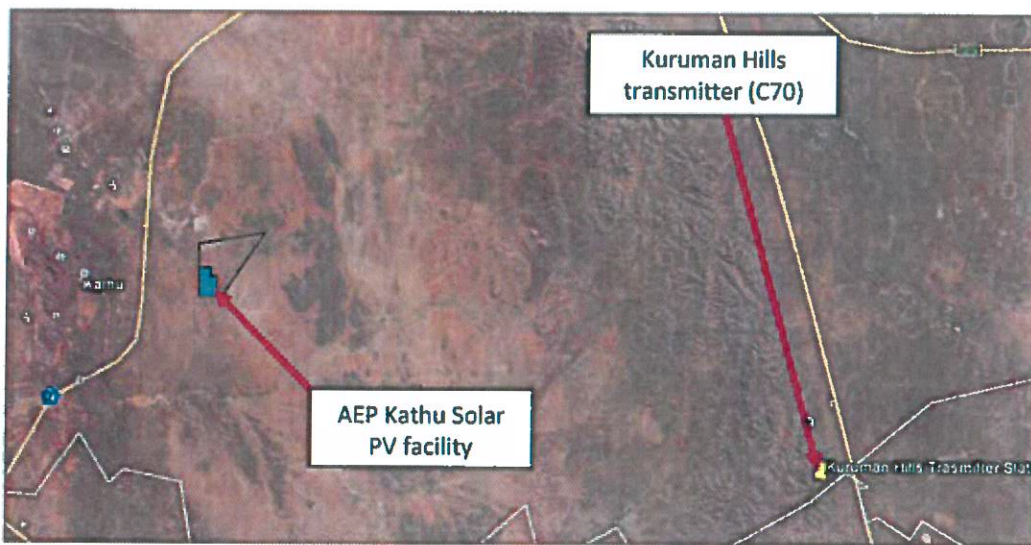 Kuruman Hills
transmitter (C70)
Kathu
AEP Kathu Solar
PV facility
Kuruman Hills Trasmitter Stat